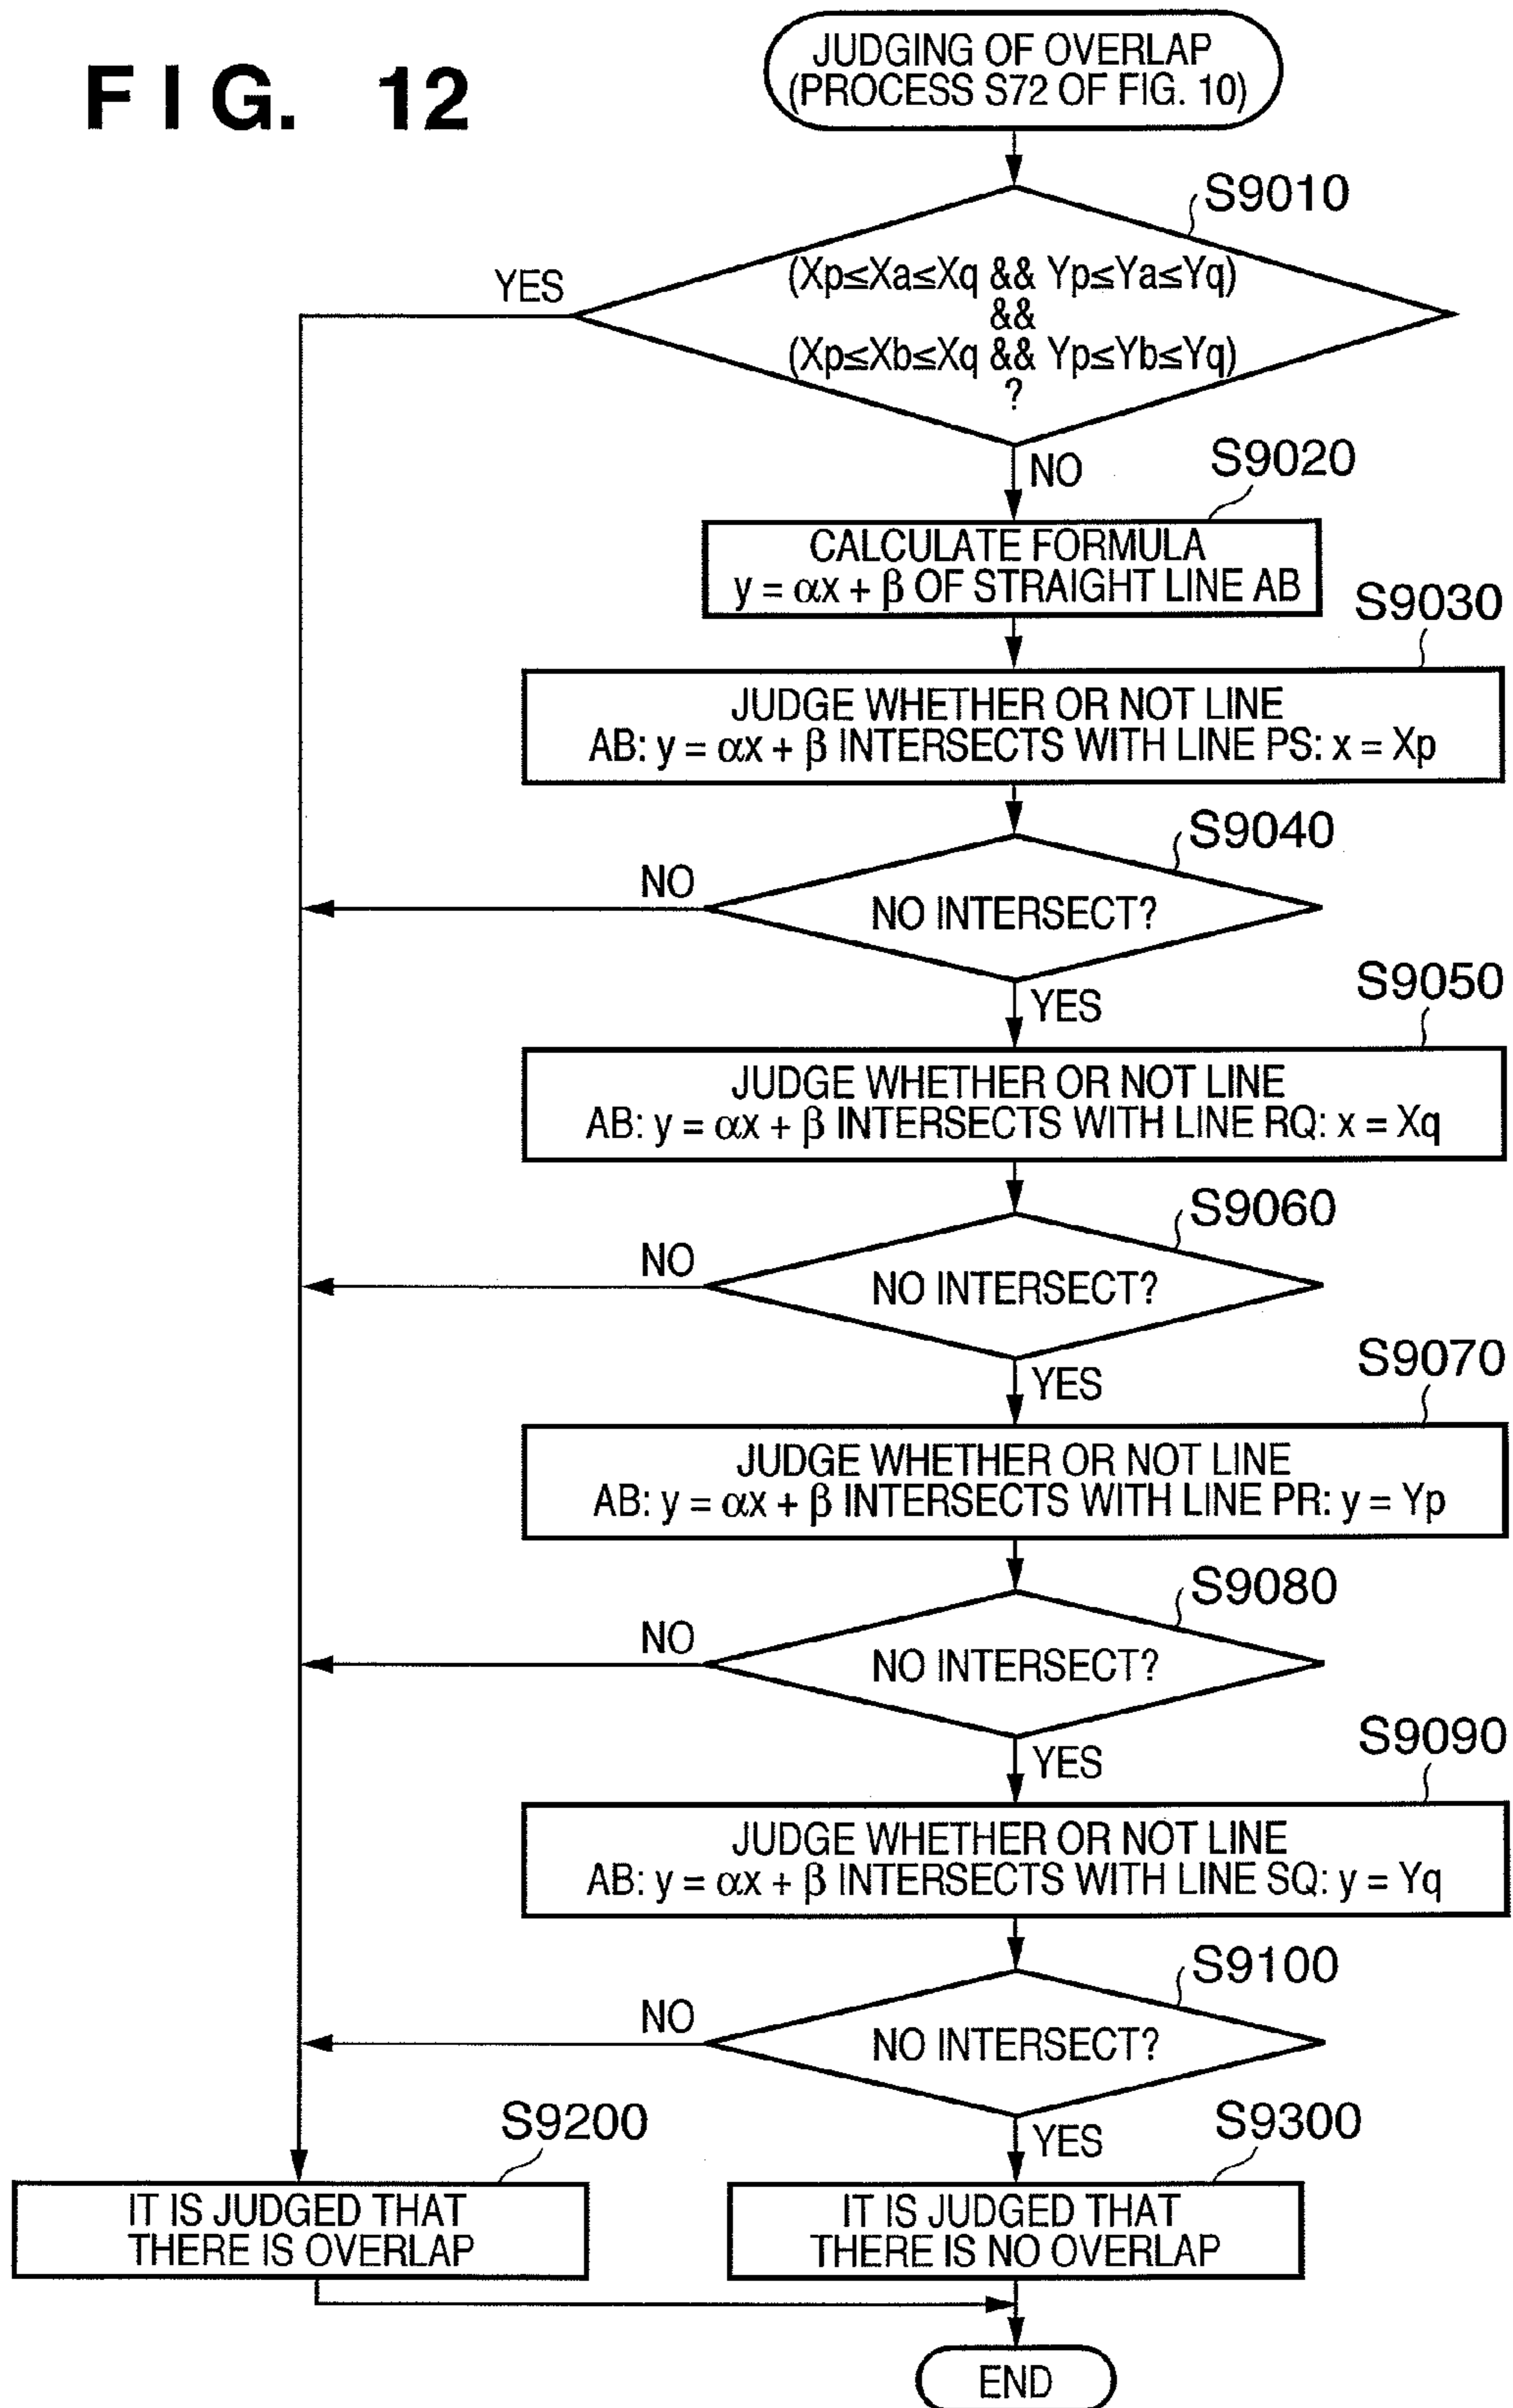 FIG. 12
JUDGING OF OVERLAP
(PROCESS S72 OF FIG. 10)
S9010
YES
(Xp≤Xa≤Xq && Yp≤Ya≤Yq)
&&
(Xp≤Xb≤Xq && Yp≤Yb≤Yq)
?
NO
S9020
CALCULATE FORMULA
y = αx + β OF STRAIGHT LINE AB
S9030
JUDGE WHETHER OR NOT LINE
AB: y = αx + β INTERSECTS WITH LINE PS: x = Xp
S9040
NO
NO INTERSECT?
YES
S9050
JUDGE WHETHER OR NOT LINE
AB: y = αx + β INTERSECTS WITH LINE RQ: x = Xq
S9060
NO
NO INTERSECT?
YES
S9070
JUDGE WHETHER OR NOT LINE
AB: y = αx + β INTERSECTS WITH LINE PR: y = Yp
S9080
NO
NO INTERSECT?
YES
S9090
JUDGE WHETHER OR NOT LINE
AB: y = αx + β INTERSECTS WITH LINE SQ: y = Yq
S9100
NO
NO INTERSECT?
YES
S9200
IT IS JUDGED THAT
THERE IS OVERLAP
S9300
IT IS JUDGED THAT
THERE IS NO OVERLAP
END